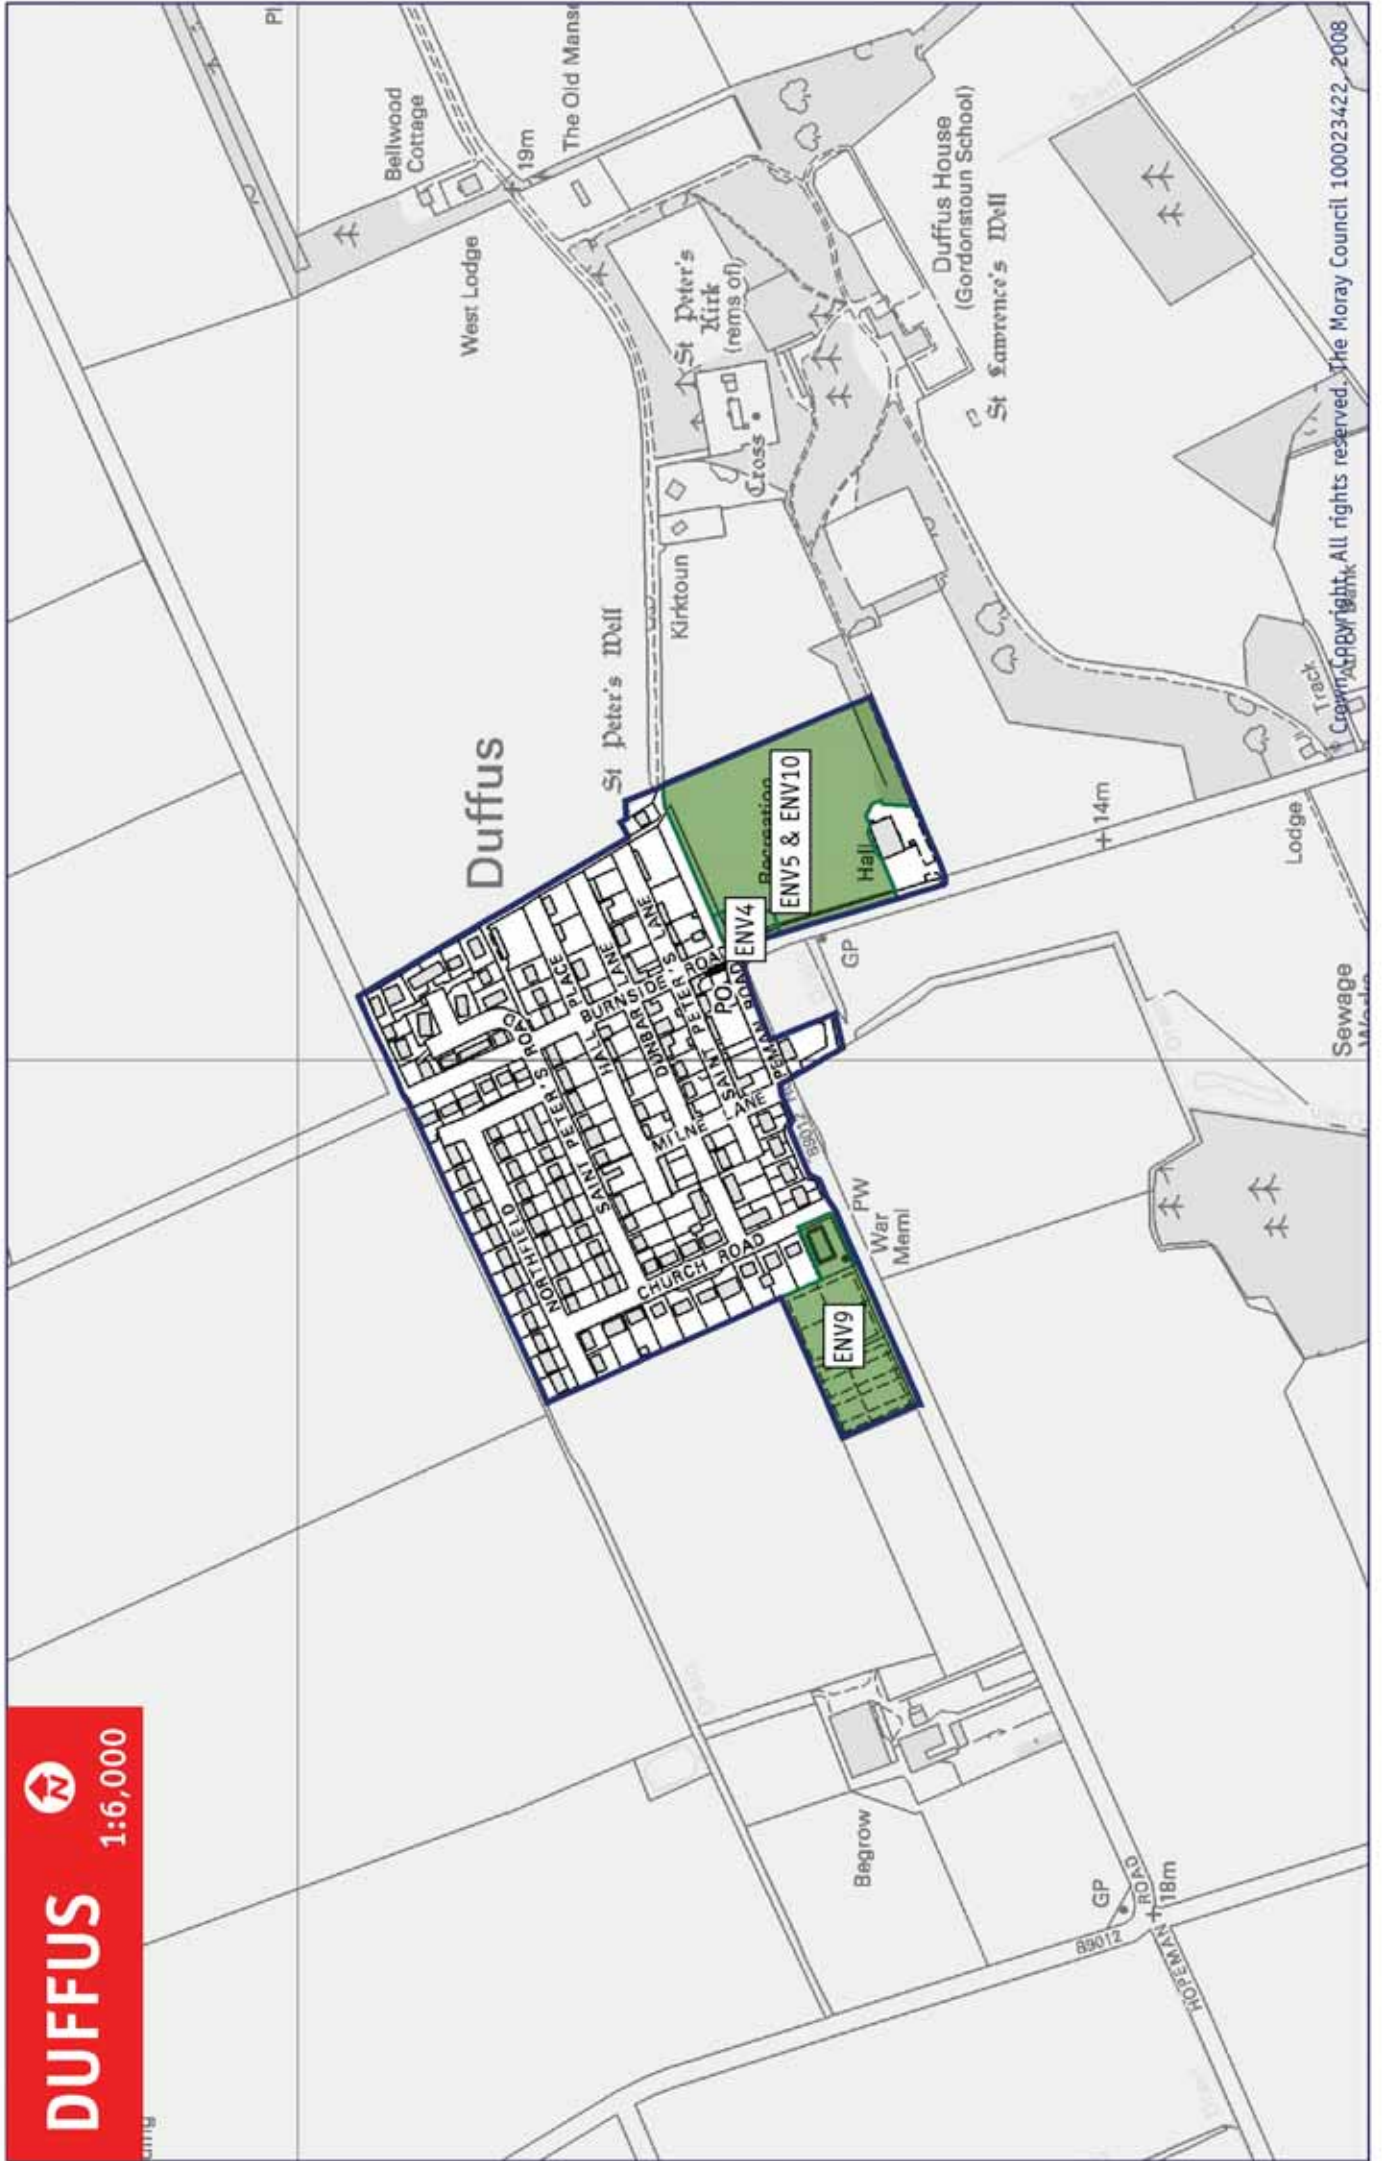 DUFFUS
N
1:6,000
Pl
Bellwood
Cottage
19m
The Old Manse
West Lodge
St Peter's
Kirk
(rems of)
Cross
Duffus House
(Gordonstoun School)
St Lawrence's Well
Kirktoun
St Peter's Well
Duffus
Recreation
ENV5 & ENV10
Hall
ENV4
GP
14m
Lodge
Track
Sewage
NORTHFIELD
SAINT PETER'S ROAD
HALL PLACE
BURNSIDE
DUNBAR LANE
SAINT PETER'S LANE
MILNE LANE
CHURCH ROAD
PO
ROAD
B9012
PW
War
Meml
ENV9
Begrow
GP
B9012
18m
HOPEMAN ROAD
© Crown Copyright. All rights reserved. The Moray Council 100023422, 2008